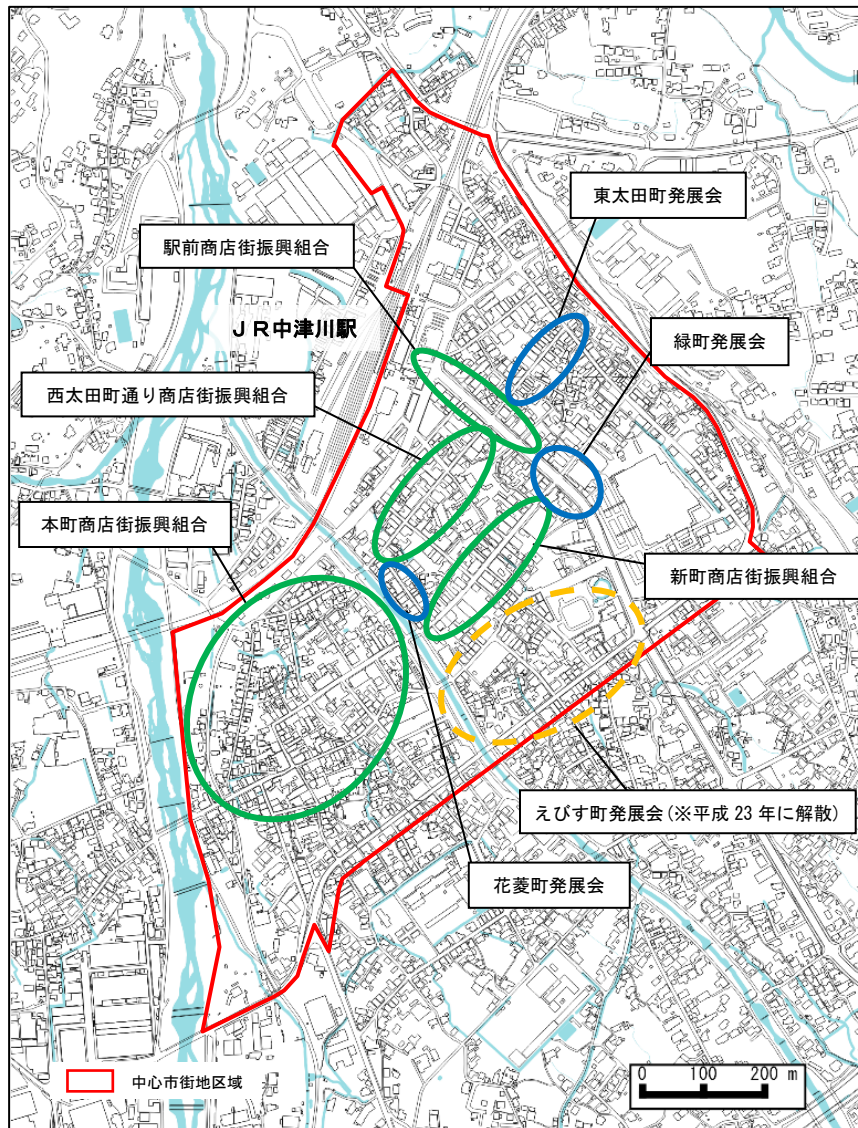 東太田町発展会
駅前商店街振興組合
JR中津川駅
緑町発展会
西太田町通り商店街振興組合
本町商店街振興組合
新町商店街振興組合
えびす町発展会(※平成 23 年に解散)
花菱町発展会
中心市街地区域
0 100 200 m